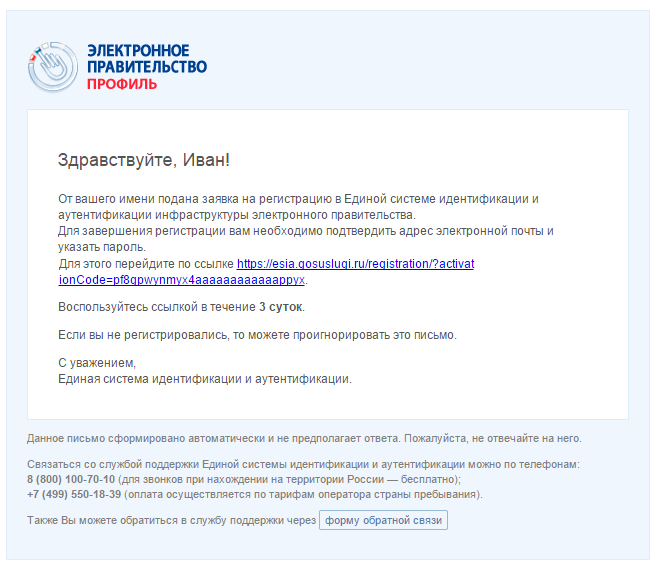 ЭЛЕКТРОННОЕ
ПРАВИТЕЛЬСТВО
ПРОФИЛЬ
Здравствуйте, Иван!
От вашего имени подана заявка на регистрацию в Единой системе идентификации и
аутентификации инфраструктуры электронного правительства.
Для завершения регистрации вам необходимо подтвердить адрес электронной почты и
указать пароль.
Для этого перейдите по ссылке https://esia.gosuslugi.ru/registration/?activat
ionCode=pf8gpwynmyx4aaaaaaaaaaaappyx.
Воспользуйтесь ссылкой в течение 3 суток.
Если вы не регистрировались, то можете проигнорировать это письмо.
С уважением,
Единая система идентификации и аутентификации.
Данное письмо сформировано автоматически и не предполагает ответа. Пожалуйста, не отвечайте на него.
Связаться со службой поддержки Единой системы идентификации и аутентификации можно по телефонам:
8 (800) 100-70-10 (для звонков при нахождении на территории России — бесплатно);
+7 (499) 550-18-39 (оплата осуществляется по тарифам оператора страны пребывания).
Также Вы можете обратиться в службу поддержки через форму обратной связи